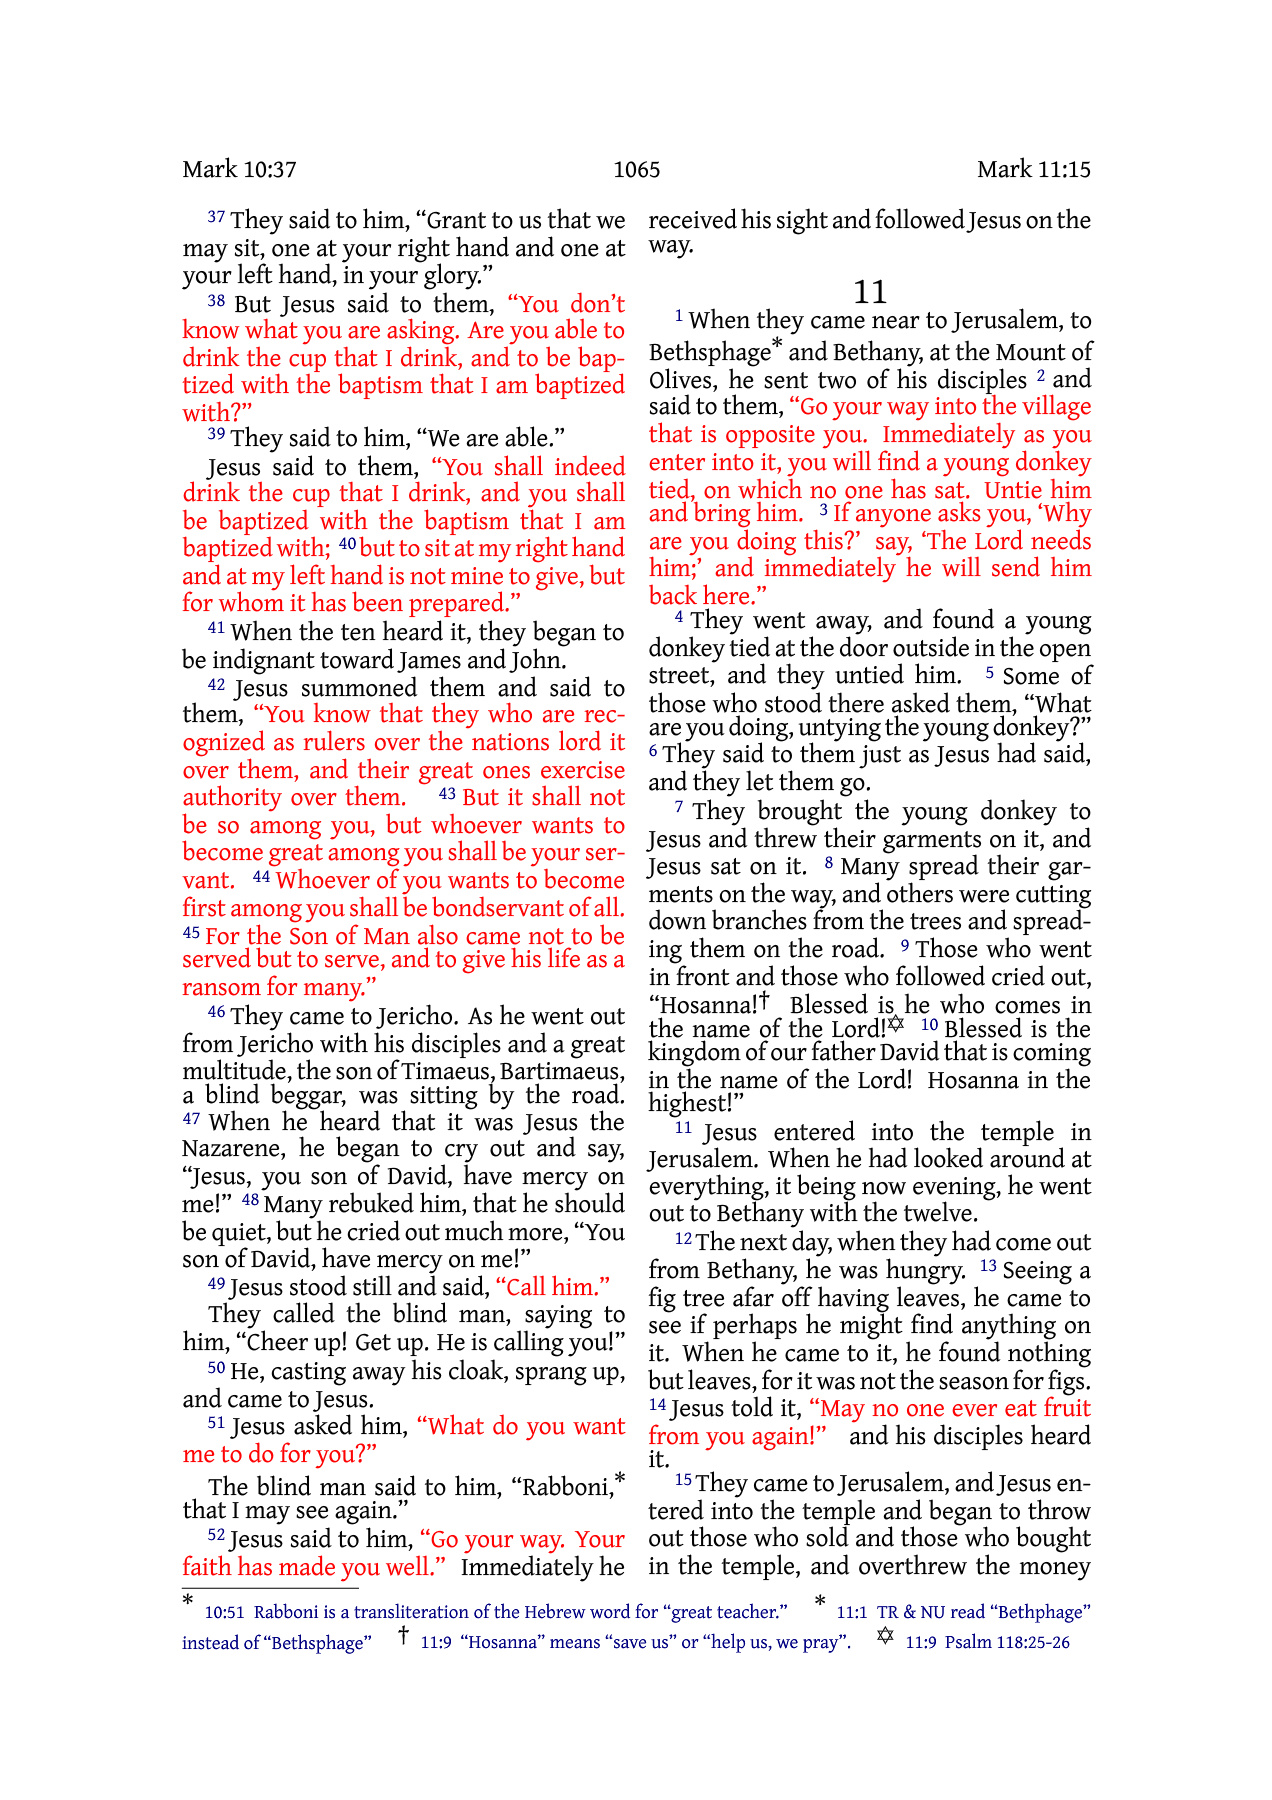 Mark 10:37 1065 Mark 11:15
37 They said to him, “Grant to us that we
may sit, one at your right hand and one at
your left hand, in your glory.”
38 But Jesus said to them, “You don’t
know what you are asking. Are you able to
drink the cup that I drink, and to be bap-
tized with the baptism that I am baptized
with?”
39 They said to him, “We are able.”
Jesus said to them, “You shall indeed
drink the cup that I drink, and you shall
be baptized with the baptism that I am
baptized with; 40 but to sit at my right hand
and at my left hand is not mine to give, but
for whom it has been prepared.”
41 When the ten heard it, they began to
be indignant toward James and John.
42 Jesus summoned them and said to
them, “You know that they who are rec-
ognized as rulers over the nations lord it
over them, and their great ones exercise
authority over them. 43 But it shall not
be so among you, but whoever wants to
become great among you shall be your ser-
vant. 44 Whoever of you wants to become
first among you shall be bondservant of all.
45 For the Son of Man also came not to be
served but to serve, and to give his life as a
ransom for many.”
46 They came to Jericho. As he went out
from Jericho with his disciples and a great
multitude, the son of Timaeus, Bartimaeus,
a blind beggar, was sitting by the road.
47 When he heard that it was Jesus the
Nazarene, he began to cry out and say,
“Jesus, you son of David, have mercy on
me!” 48 Many rebuked him, that he should
be quiet, but he cried out much more, “You
son of David, have mercy on me!”
49 Jesus stood still and said, “Call him.”
They called the blind man, saying to
him, “Cheer up! Get up. He is calling you!”
50 He, casting away his cloak, sprang up,
and came to Jesus.
51 Jesus asked him, “What do you want
me to do for you?”
The blind man said to him, “Rabboni,*
that I may see again.”
52 Jesus said to him, “Go your way. Your
faith has made you well.” Immediately he
received his sight and followed Jesus on the
way.
11
1 When they came near to Jerusalem, to
Bethsphage* and Bethany, at the Mount of
Olives, he sent two of his disciples 2 and
said to them, “Go your way into the village
that is opposite you. Immediately as you
enter into it, you will find a young donkey
tied, on which no one has sat. Untie him
and bring him. 3 If anyone asks you, ‘Why
are you doing this?’ say, ‘The Lord needs
him;’ and immediately he will send him
back here.”
4 They went away, and found a young
donkey tied at the door outside in the open
street, and they untied him. 5 Some of
those who stood there asked them, “What
are you doing, untying the young donkey?”
6 They said to them just as Jesus had said,
and they let them go.
7 They brought the young donkey to
Jesus and threw their garments on it, and
Jesus sat on it. 8 Many spread their gar-
ments on the way, and others were cutting
down branches from the trees and spread-
ing them on the road. 9 Those who went
in front and those who followed cried out,
“Hosanna!† Blessed is he who comes in
the name of the Lord!✡ 10 Blessed is the
kingdom of our father David that is coming
in the name of the Lord! Hosanna in the
highest!”
11 Jesus entered into the temple in
Jerusalem. When he had looked around at
everything, it being now evening, he went
out to Bethany with the twelve.
12 The next day, when they had come out
from Bethany, he was hungry. 13 Seeing a
fig tree afar off having leaves, he came to
see if perhaps he might find anything on
it. When he came to it, he found nothing
but leaves, for it was not the season for figs.
14 Jesus told it, “May no one ever eat fruit
from you again!” and his disciples heard
it.
15 They came to Jerusalem, and Jesus en-
tered into the temple and began to throw
out those who sold and those who bought
in the temple, and overthrew the money
* 10:51 Rabboni is a transliteration of the Hebrew word for “great teacher.” * 11:1 TR & NU read “Bethphage”
instead of “Bethsphage” † 11:9 “Hosanna” means “save us” or “help us, we pray”. ✡ 11:9 Psalm 118:25-26